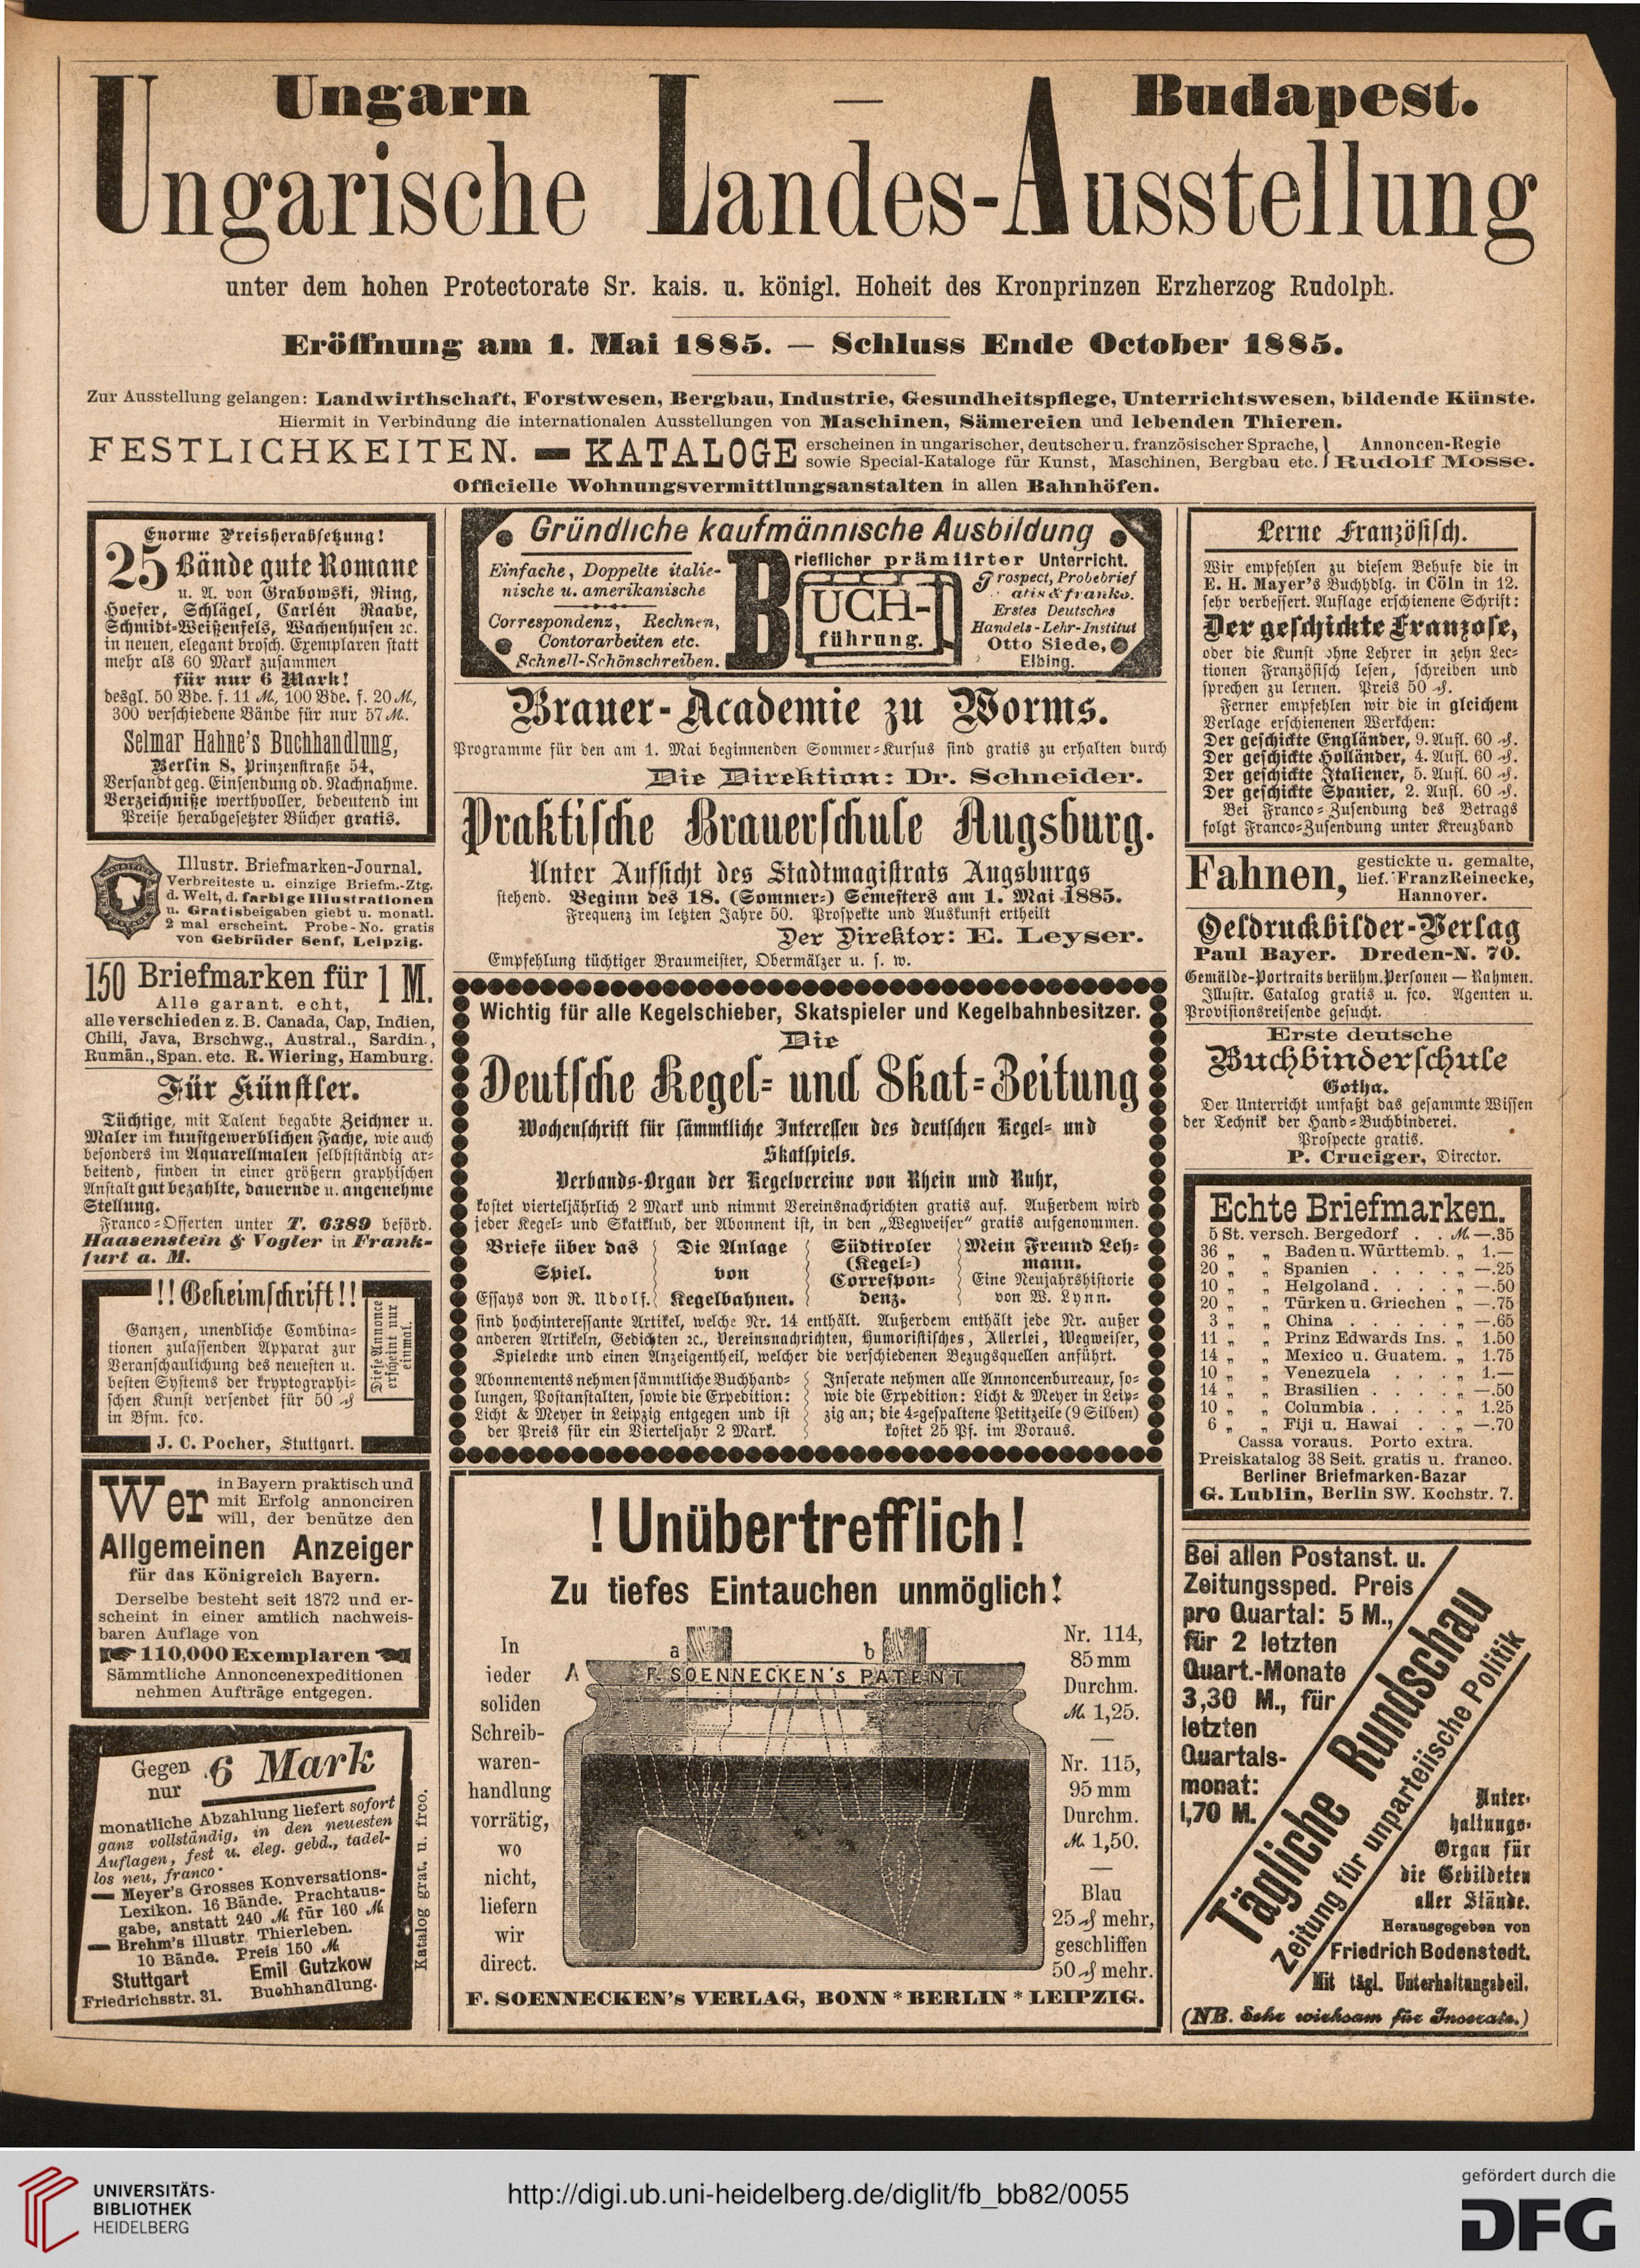 Ungarn — Budapest.
Ungarische Landes-Ausstellung
unter dem hohen Protectorate Sr. kais. u. königl. Hoheit des Kronprinzen Erzherzog Rudolph.
Eröffnung am 1. Mai 1885. — Schluss Ende October 1885.
Zur Ausstellung gelangen: Landwirthschaft, Forstwesen, Bergbau, Industrie, Gesundheitspflege, Unterrichtswesen, bildende Künste.
Hiermit in Verbindung die internationalen Ausstellungen von Maschinen, Sämereien und lebenden Thieren.
FESTLICHKEITEN. — KATALOGE
erscheinen in ungarischer, deutscher u. französischer Sprache,
sowie Special-Kataloge für Kunst, Maschinen, Bergbau etc.
Annoncen-Regie
Rudolf Mosse.
Officielle Wohnungsvermittlungsanstalten in allen Bahnhöfen.
Enorme Preisherabsetzung!
25 Bände gute Romane
u. A. von Grabowski, Ring,
Hoefer, Schlägel, Carlén Raabe,
Schmidt-Weißenfels, Wachenhusen ꝛc.
in neuen, elegant brosch. Exemplaren statt
mehr als 60 Mark zusammen
für nur 6 Mark!
desgl. 50 Bde. f. 11 M., 100 Bde. f. 20 M.,
300 verschiedene Bände für nur 57 M.
Selmar Hahne's Buchhandlung,
Berlin S, Prinzenstraße 54,
Versandt geg. Einsendung od. Nachnahme.
Verzeichniße werthvoller, bedeutend im
Preise herabgesetzter Bücher gratis.
Illustr. Briefmarken-Journal.
Verbreiteste u. einzige Briefm.-Ztg.
d. Welt, d. farbige Illustrationen
u. Gratisbeigaben giebt u. monatl.
2 mal erscheint. Probe-No. gratis
von Gebrüder Senf, Leipzig.
150 Briefmarken für 1 M.
Alle garant. echt,
alle verschieden z. B. Canada, Cap, Indien,
Chili, Java, Brschwg., Austral., Sardin.,
Rumän., Span. etc. R. Wiering, Hamburg.
Für Künstler.
Tüchtige, mit Talent begabte Zeichner u.
Maler im kunstgewerblichen Fache, wie auch
besonders im Aquarellmalen selbstständig ar-
beitend, finden in einer größern graphischen
Anstalt gut bezahlte, dauernde u. angenehme
Stellung.
Franco-Offerten unter T. 6389 beförd.
Haasenstein & Vogler in Frank-
furt a. M.
!! Geheimschrift !!
Ganzen, unendliche Combina-
tionen zulassenden Apparat zur
Veranschaulichung des neuesten u.
besten Systems der kryptographi-
schen Kunst versendet für 50 ₰
in Bfm. fco.
Diese Annonce
erscheint nur
einmal.
J. C. Pocher, Stuttgart.
Wer in Bayern praktisch und
mit Erfolg annonciren
will, der benütze den
Allgemeinen Anzeiger
für das Königreich Bayern.
Derselbe besteht seit 1872 und er-
scheint in einer amtlich nachweis-
baren Auflage von
110,000 Exemplaren
Sämmtliche Annoncenexpeditionen
nehmen Aufträge entgegen.
Gegen nur 6 Mark
monatliche Abzahlung liefert sofort
ganz vollständig, in den neuesten
Auflagen, fest u. eleg. gebd., tadel-
los neu, franco:
— Meyer's Grosses Konversations-
Lexikon. 16 Bände. Prachtaus-
gabe, anstatt 240 M. für 160 M.
— Brehm's illustr. Thierleben.
10 Bände. Preis 150 M.
Stuttgart Emil Gutzkow
Friedrichsstr. 31. Buchhandlung.
Katalog grat. u. frco.
Gründliche kaufmännische Ausbildung
Einfache, Doppelte italie-
nische u. amerikanische
Correspondenz, Rechnen,
Contorarbeiten etc.
Schnell-Schönschreiben.
Brieflicher prämiirter Unterricht.
BUCH-
führung.
Prospect, Probebrief
gratis & franko.
Erstes Deutsches
Handels-Lehr-Institut
Otto Siede,
Elbing.
Brauer-Academie zu Worms.
Programme für den am 1. Mai beginnenden Sommer-Kursus sind gratis zu erhalten durch
Die Direktion: Dr. Schneider.
Praktische Brauerschule Augsburg.
Unter Aufsicht des Stadtmagistrats Augsburgs
stehend. Beginn des 18. (Sommer-) Semesters am 1. Mai 1885.
Frequenz im letzten Jahre 50. Prospekte und Auskunft ertheilt
Der Direktor: E. Leyser.
Empfehlung tüchtiger Braumeister, Obermälzer u. s. w.
Wichtig für alle Kegelschieber, Skatspieler und Kegelbahnbesitzer.
Die
Deutsche Kegel- und Skat-Zeitung
Wochenschrift für sämmtliche Interessen des deutschen Kegel- und
Skatspiels.
Verbands-Organ der Kegelvereine von Rhein und Ruhr,
kostet vierteljährlich 2 Mark und nimmt Vereinsnachrichten gratis auf. Außerdem wird
jeder Kegel- und Skatklub, der Abonnent ist, in den „Wegweiser" gratis aufgenommen.
Briefe über das
Spiel.
Essays von R. Udolf.
Die Anlage
von
Kegelbahnen.
Südtiroler
(Kegel-)
Correspon-
denz.
Mein Freund Leh-
mann.
Eine Neujahrshistorie
von W. Lynn.
sind hochinteressante Artikel, welche Nr. 14 enthält. Außerdem enthält jede Nr. außer
anderen Artikeln, Gedichten ꝛc., Vereinsnachrichten, Humoristisches, Allerlei, Wegweiser,
Spielecke und einen Anzeigentheil, welcher die verschiedenen Bezugsquellen anführt.
Abonnements nehmen sämmtliche Buchhand-
lungen, Postanstalten, sowie die Expedition:
Licht & Meyer in Leipzig entgegen und ist
der Preis für ein Vierteljahr 2 Mark.
Inserate nehmen alle Annoncenbureaux, so-
wie die Expedition: Licht & Meyer in Leip-
zig an; die 4-gespaltene Petitzeile (9 Silben)
kostet 25 Pf. im Voraus.
! Unübertrefflich !
Zu tiefes Eintauchen unmöglich!
In
jeder
soliden
Schreib-
waren-
handlung
vorrätig,
wo
nicht,
liefern
wir
direct.
a b
A F. SOENNECKEN's PATENT
Nr. 114,
85 mm
Durchm.
M. 1,25.
—
Nr. 115,
95 mm
Durchm.
M. 1,50.
—
Blau
25 ₰ mehr,
geschliffen
50 ₰ mehr.
F. SOENNECKEN's VERLAG, BONN * BERLIN * LEIPZIG.
Lerne Französisch.
Wir empfehlen zu diesem Behufe die in
E. H. Mayer's Buchhdlg. in Cöln in 12.
sehr verbessert. Auflage erschienene Schrift:
Der geschickte Franzose,
oder die Kunst ohne Lehrer in zehn Lec-
tionen Französisch lesen, schreiben und
sprechen zu lernen. Preis 50 ₰.
Ferner empfehlen wir die in gleichem
Verlage erschienenen Werkchen:
Der geschickte Engländer, 9. Aufl. 60 ₰.
Der geschickte Holländer, 4. Aufl. 60 ₰.
Der geschickte Italiener, 5. Aufl. 60 ₰.
Der geschickte Spanier, 2. Aufl. 60 ₰.
Bei Franco-Zusendung des Betrags
folgt Franco-Zusendung unter Kreuzband
Fahnen, gestickte u. gemalte,
lief. Franz Reinecke,
Hannover.
Oeldruckbilder-Verlag
Paul Bayer. Dresden-N. 70.
Gemälde-Portraits berühm. Personen — Rahmen.
Illustr. Catalog gratis u. fco. Agenten u.
Provisionsreisende gesucht.
Erste deutsche
Buchbinderschule
Gotha.
Der Unterricht umfaßt das gesammte Wissen
der Technik der Hand-Buchbinderei.
Prospecte gratis.
P. Cruciger, Director.
Echte Briefmarken.
5 St. versch. Bergedorf . . M. —.35
36 „ „ Baden u. Württemb. „ 1.—
20 „ „ Spanien . . . . „ —.25
10 „ „ Helgoland . . . . „ —.50
20 „ „ Türken u. Griechen „ —.75
3 „ „ China . . . . . „ —.65
11 „ „ Prinz Edwards Ins. „ 1.50
14 „ „ Mexico u. Guatem. „ 1.75
10 „ „ Venezuela . . . „ 1.—
14 „ „ Brasilien . . . . „ —.50
10 „ „ Columbia . . . . „ 1.25
6 „ „ Fiji u. Hawai . . „ —.70
Cassa voraus. Porto extra.
Preiskatalog 38 Seit. gratis u. franco.
Berliner Briefmarken-Bazar
G. Lublin, Berlin SW. Kochstr. 7.
Bei allen Postanst. u.
Zeitungssped. Preis
pro Quartal: 5 M.,
für 2 letzten
Quart.-Monate
3,30 M., für
letzten
Quartals-
monat:
1,70 M.
Tägliche Rundschau
Zeitung für unparteiische Politik
Unter-
haltungs-
Organ für
die Gebildeten
aller Stände.
Herausgegeben von
Friedrich Bodenstedt.
Mit tägl. Unterhaltungsbeil.
(NB. Sehr wirksam für Inserate.)
UNIVERSITÄTS-
BIBLIOTHEK
HEIDELBERG
http://digi.ub.uni-heidelberg.de/diglit/fb_bb82/0055
gefördert durch die
DFG